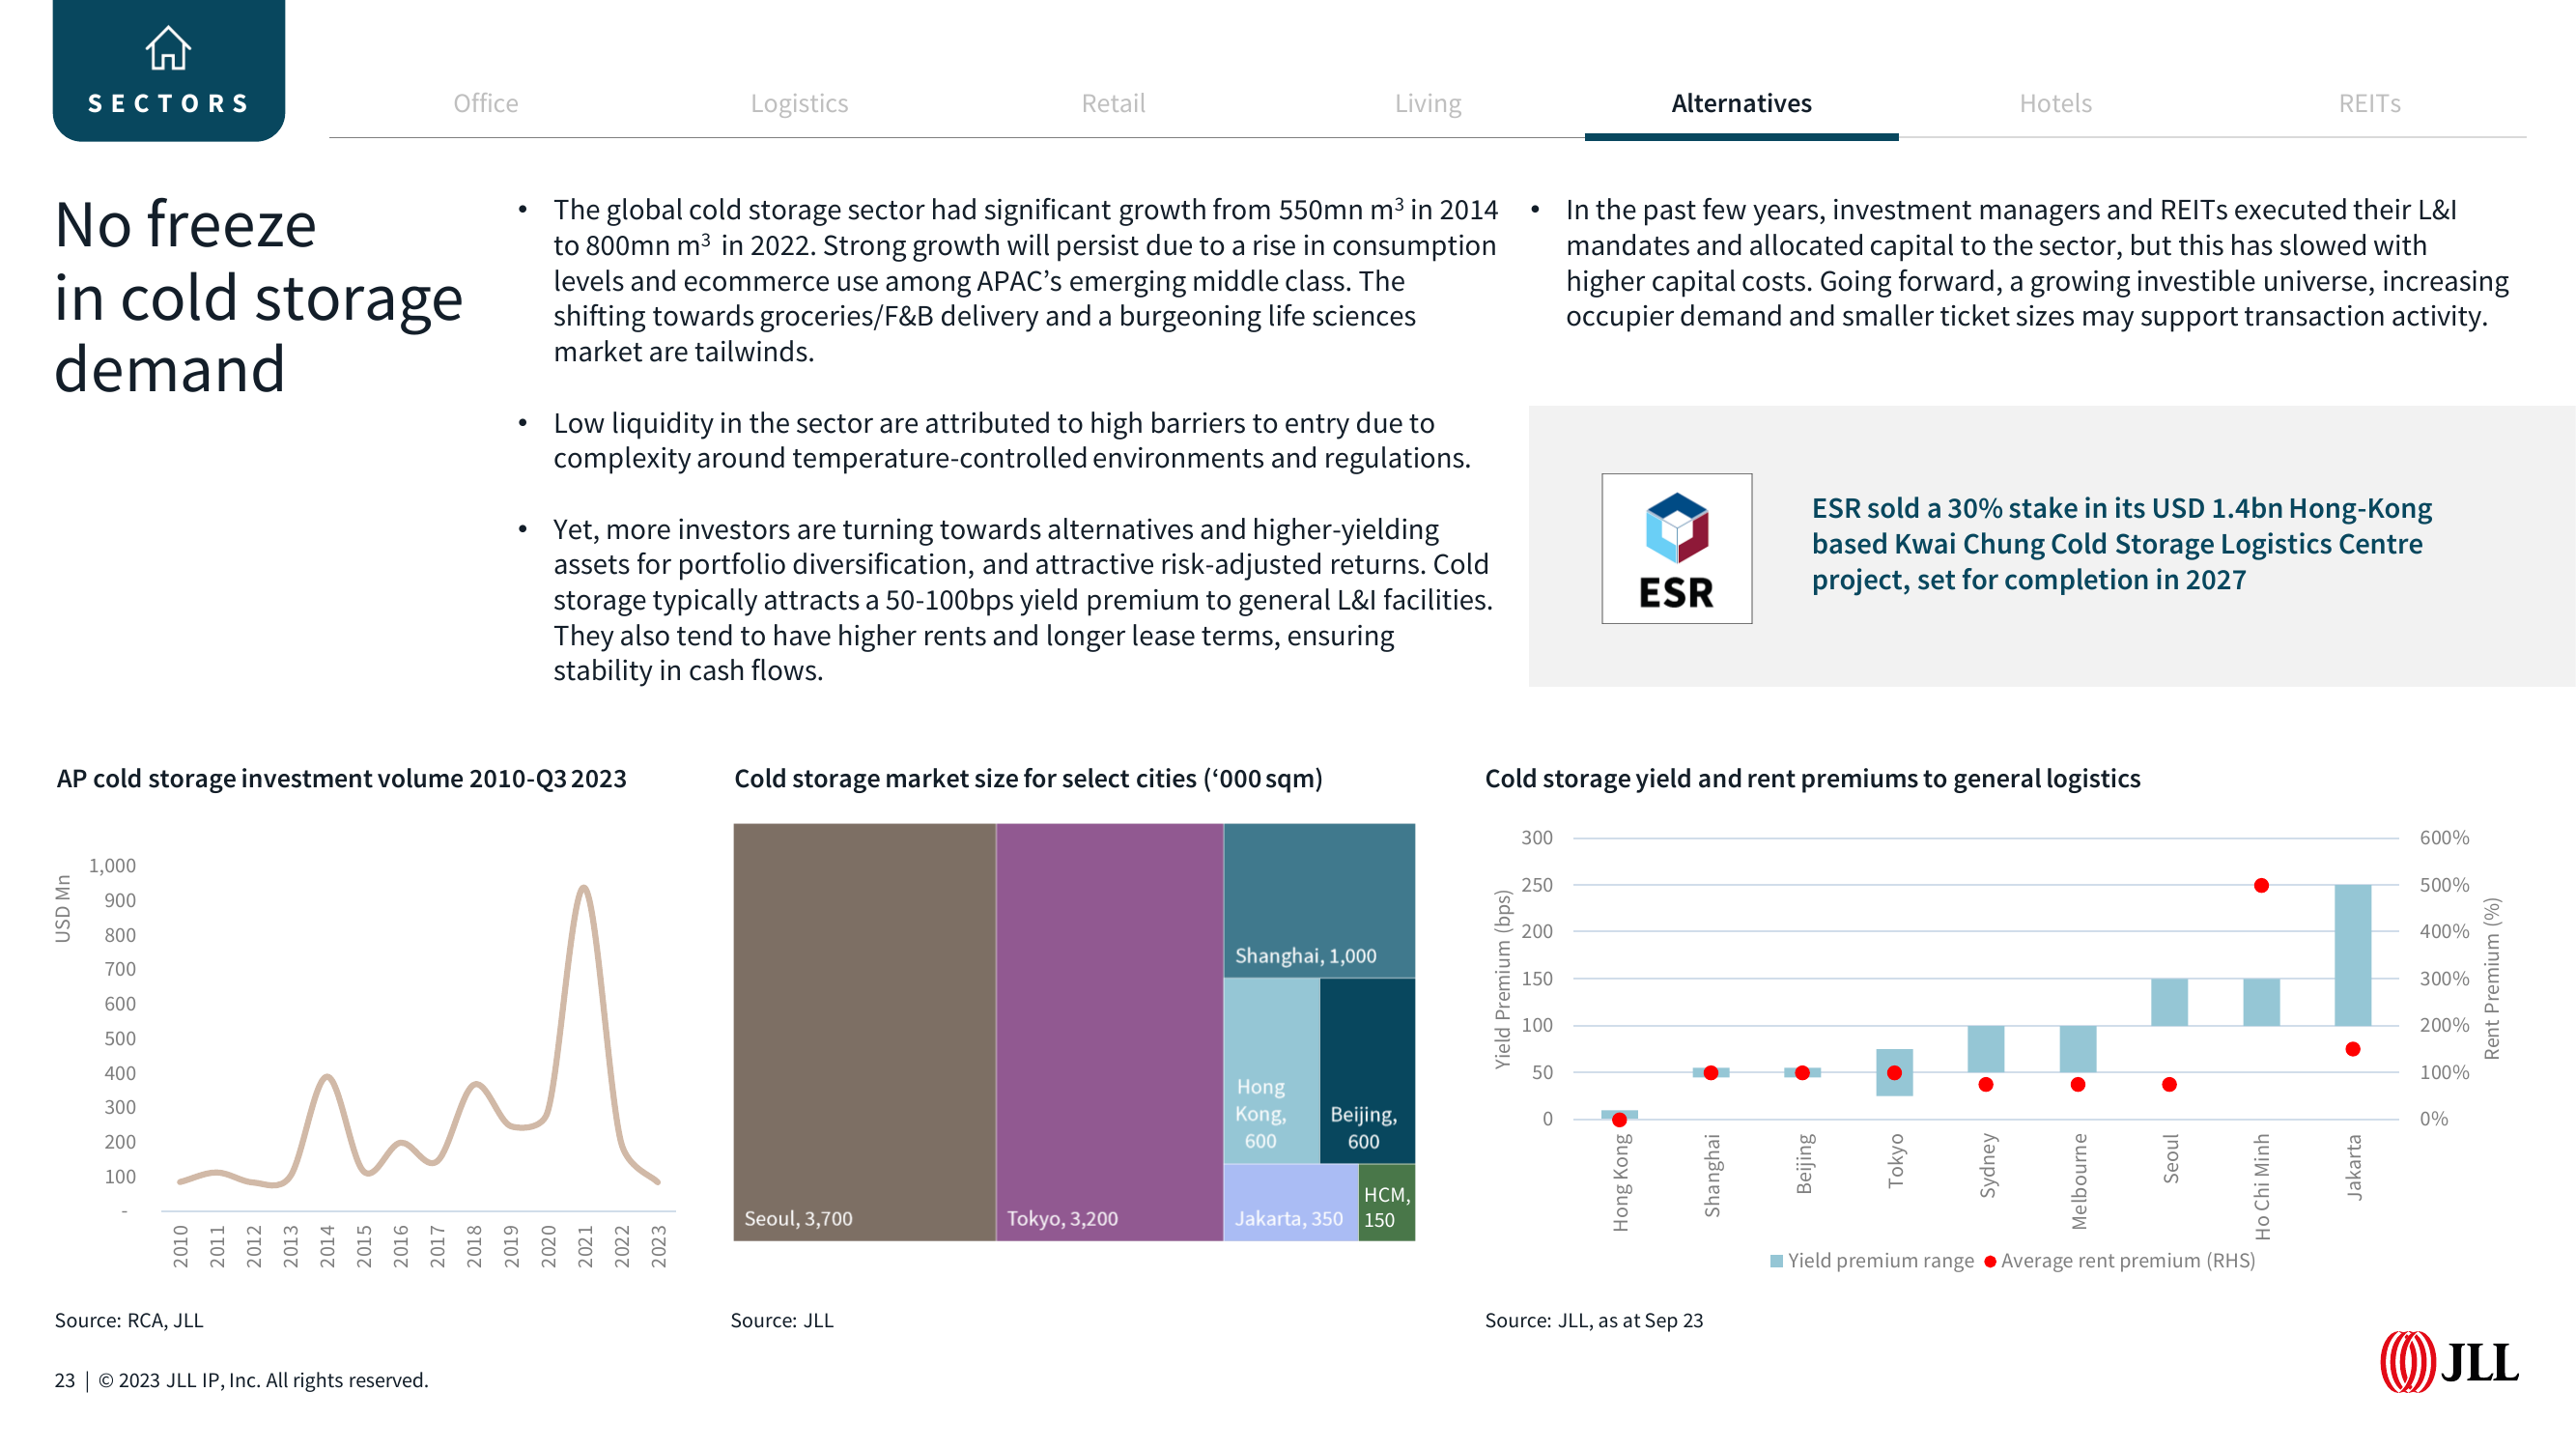 SECTORS
Office
Logistics
Retail
Living
Alternatives
Hotels
REITs
No freeze
in cold storage
demand
• The global cold storage sector had significant growth from 550mn m³ in 2014
to 800mn m³ in 2022. Strong growth will persist due to a rise in consumption
levels and ecommerce use among APAC’s emerging middle class. The
shifting towards groceries/F&B delivery and a burgeoning life sciences
market are tailwinds.
• Low liquidity in the sector are attributed to high barriers to entry due to
complexity around temperature-controlled environments and regulations.
• Yet, more investors are turning towards alternatives and higher-yielding
assets for portfolio diversification, and attractive risk-adjusted returns. Cold
storage typically attracts a 50-100bps yield premium to general L&I facilities.
They also tend to have higher rents and longer lease terms, ensuring
stability in cash flows.
• In the past few years, investment managers and REITs executed their L&I
mandates and allocated capital to the sector, but this has slowed with
higher capital costs. Going forward, a growing investible universe, increasing
occupier demand and smaller ticket sizes may support transaction activity.
ESR
ESR sold a 30% stake in its USD 1.4bn Hong-Kong
based Kwai Chung Cold Storage Logistics Centre
project, set for completion in 2027
AP cold storage investment volume 2010-Q3 2023
USD Mn
1,000
900
800
700
600
500
400
300
200
100
-
2010
2011
2012
2013
2014
2015
2016
2017
2018
2019
2020
2021
2022
2023
Source: RCA, JLL
Cold storage market size for select cities (‘000 sqm)
Seoul, 3,700
Tokyo, 3,200
Shanghai, 1,000
Hong
Kong,
600
Beijing,
600
Jakarta, 350
HCM,
150
Source: JLL
Cold storage yield and rent premiums to general logistics
Yield Premium (bps)
300
250
200
150
100
50
0
600%
500%
400%
300%
200%
100%
0%
Rent Premium (%)
Hong Kong
Shanghai
Beijing
Tokyo
Sydney
Melbourne
Seoul
Ho Chi Minh
Jakarta
Yield premium range
Average rent premium (RHS)
Source: JLL, as at Sep 23
23 | © 2023 JLL IP, Inc. All rights reserved.
JLL